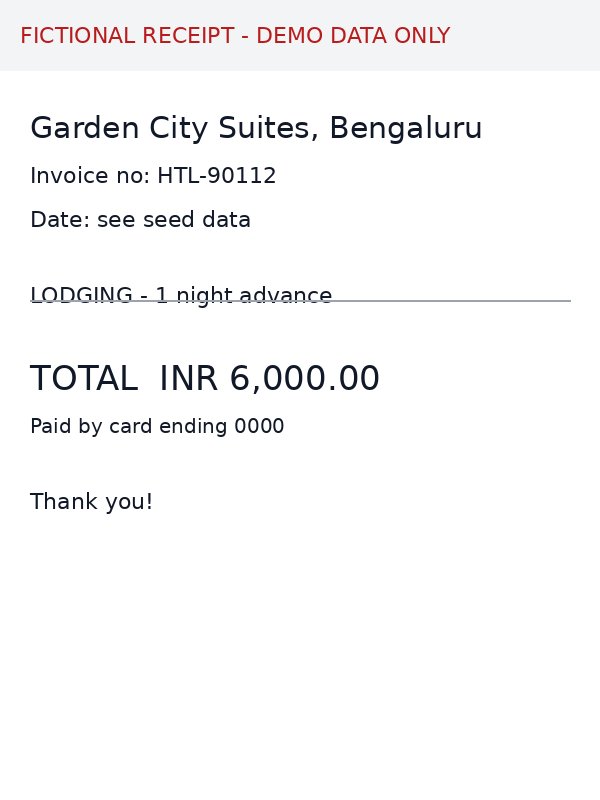 FICTIONAL RECEIPT - DEMO DATA ONLY
Garden City Suites, Bengaluru
Invoice no: HTL-90112
Date: see seed data
LODGING - 1 night advance
TOTAL  INR 6,000.00
Paid by card ending 0000
Thank you!